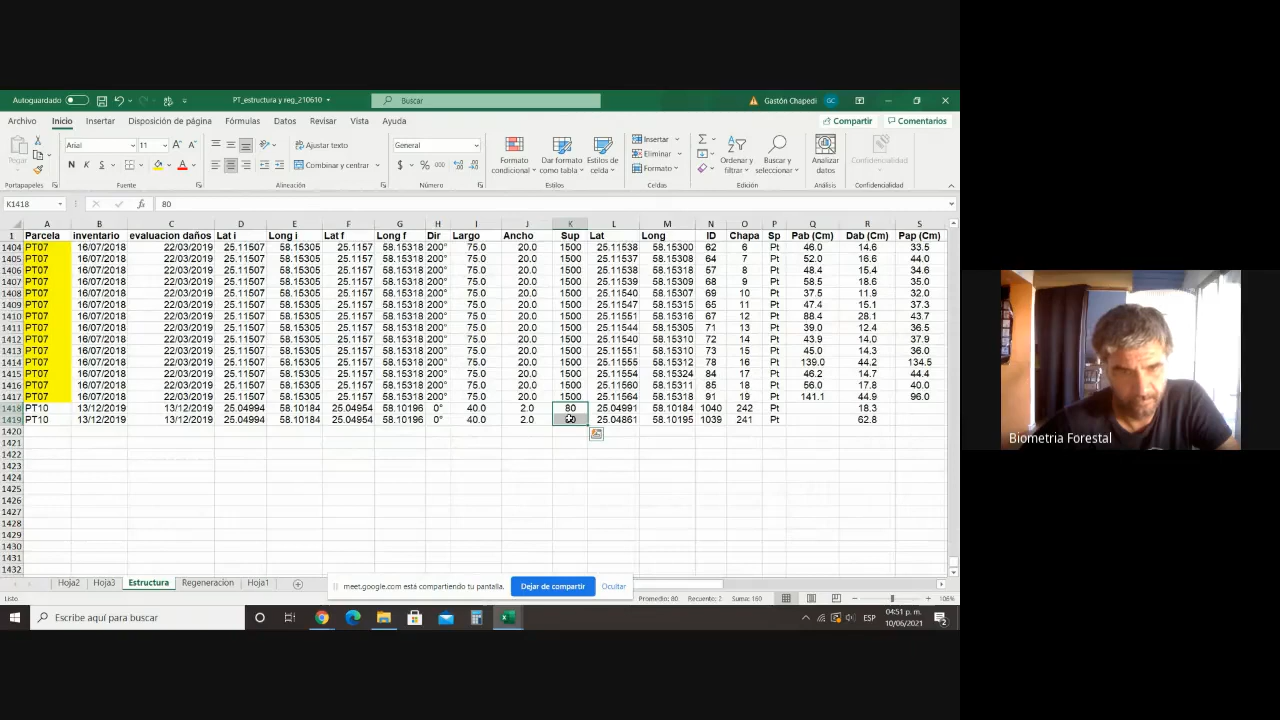 Autoguardado PT_estructura y reg_210610 Buscar Gastón Chapedi GC
Archivo Inicio Insertar Disposición de página Fórmulas Datos Revisar Vista Ayuda Compartir Comentarios
Pegar Arial 11 Ajustar texto General Formato condicional Dar formato como tabla Estilos de celda Insertar Ordenar y filtrar Buscar y seleccionar Analizar datos Confidencialidad
N K S Combinar y centrar $ % 000 Eliminar
Formato
Portapapeles Fuente Alineación Número Estilos Celdas Edición Análisis Confidencialidad
K1418 fx 80
A B C D E F G H I J K L M N O P Q R S
1 Parcela inventario evaluacion daños Lat i Long i Lat f Long f Dir Largo Ancho Sup Lat Long ID Chapa Sp Pab (Cm) Dab (Cm) Pap (Cm)
1404 PT07 16/07/2018 22/03/2019 25.11507 58.15305 25.1157 58.15318 200° 75.0 20.0 1500 25.11538 58.15300 62 6 Pt 46.0 14.6 33.5
1405 PT07 16/07/2018 22/03/2019 25.11507 58.15305 25.1157 58.15318 200° 75.0 20.0 1500 25.11537 58.15308 64 7 Pt 52.0 16.6 44.0
1406 PT07 16/07/2018 22/03/2019 25.11507 58.15305 25.1157 58.15318 200° 75.0 20.0 1500 25.11538 58.15318 57 8 Pt 48.4 15.4 34.6
1407 PT07 16/07/2018 22/03/2019 25.11507 58.15305 25.1157 58.15318 200° 75.0 20.0 1500 25.11539 58.15309 68 9 Pt 58.5 18.6 35.0
1408 PT07 16/07/2018 22/03/2019 25.11507 58.15305 25.1157 58.15318 200° 75.0 20.0 1500 25.11540 58.15307 69 10 Pt 37.5 11.9 32.0
1409 PT07 16/07/2018 22/03/2019 25.11507 58.15305 25.1157 58.15318 200° 75.0 20.0 1500 25.11547 58.15315 65 11 Pt 47.4 15.1 37.3
1410 PT07 16/07/2018 22/03/2019 25.11507 58.15305 25.1157 58.15318 200° 75.0 20.0 1500 25.11551 58.15316 67 12 Pt 88.4 28.1 43.7
1411 PT07 16/07/2018 22/03/2019 25.11507 58.15305 25.1157 58.15318 200° 75.0 20.0 1500 25.11544 58.15305 71 13 Pt 39.0 12.4 36.5
1412 PT07 16/07/2018 22/03/2019 25.11507 58.15305 25.1157 58.15318 200° 75.0 20.0 1500 25.11540 58.15310 72 14 Pt 43.9 14.0 37.9
1413 PT07 16/07/2018 22/03/2019 25.11507 58.15305 25.1157 58.15318 200° 75.0 20.0 1500 25.11551 58.15310 73 15 Pt 45.0 14.3 36.0
1414 PT07 16/07/2018 22/03/2019 25.11507 58.15305 25.1157 58.15318 200° 75.0 20.0 1500 25.11555 58.15312 78 16 Pt 139.0 44.2 134.5
1415 PT07 16/07/2018 22/03/2019 25.11507 58.15305 25.1157 58.15318 200° 75.0 20.0 1500 25.11560 58.15324 84 17 Pt 46.2 14.7 44.4
1416 PT07 16/07/2018 22/03/2019 25.11507 58.15305 25.1157 58.15318 200° 75.0 20.0 1500 25.11560 58.15311 85 18 Pt 56.0 17.8 40.0
1417 PT07 16/07/2018 22/03/2019 25.11507 58.15305 25.1157 58.15318 200° 75.0 20.0 1500 25.11564 58.15322 91 19 Pt 141.1 44.9 96.0
1418 PT10 13/12/2019 13/12/2019 25.04994 58.10184 25.04954 58.10196 0° 40.0 2.0 80 25.04991 58.10184 1040 242 Pt 18.3
1419 PT10 13/12/2019 13/12/2019 25.04994 58.10184 25.04954 58.10196 0° 40.0 2.0 25.04861 58.10195 1039 241 Pt 62.8
1420
1421
1422
1423
1424
1425
1426
1427
1428
1429
1430
1431
1432
Hoja2 Hoja3 Estructura Regeneracion Hoja1
meet.google.com está compartiendo tu pantalla. Dejar de compartir Ocultar
Listo Promedio: 80 Recuento: 2 Suma: 160 106%
Escribe aquí para buscar ESP 04:51 p. m.
10/06/2021 2
Biometria Forestal